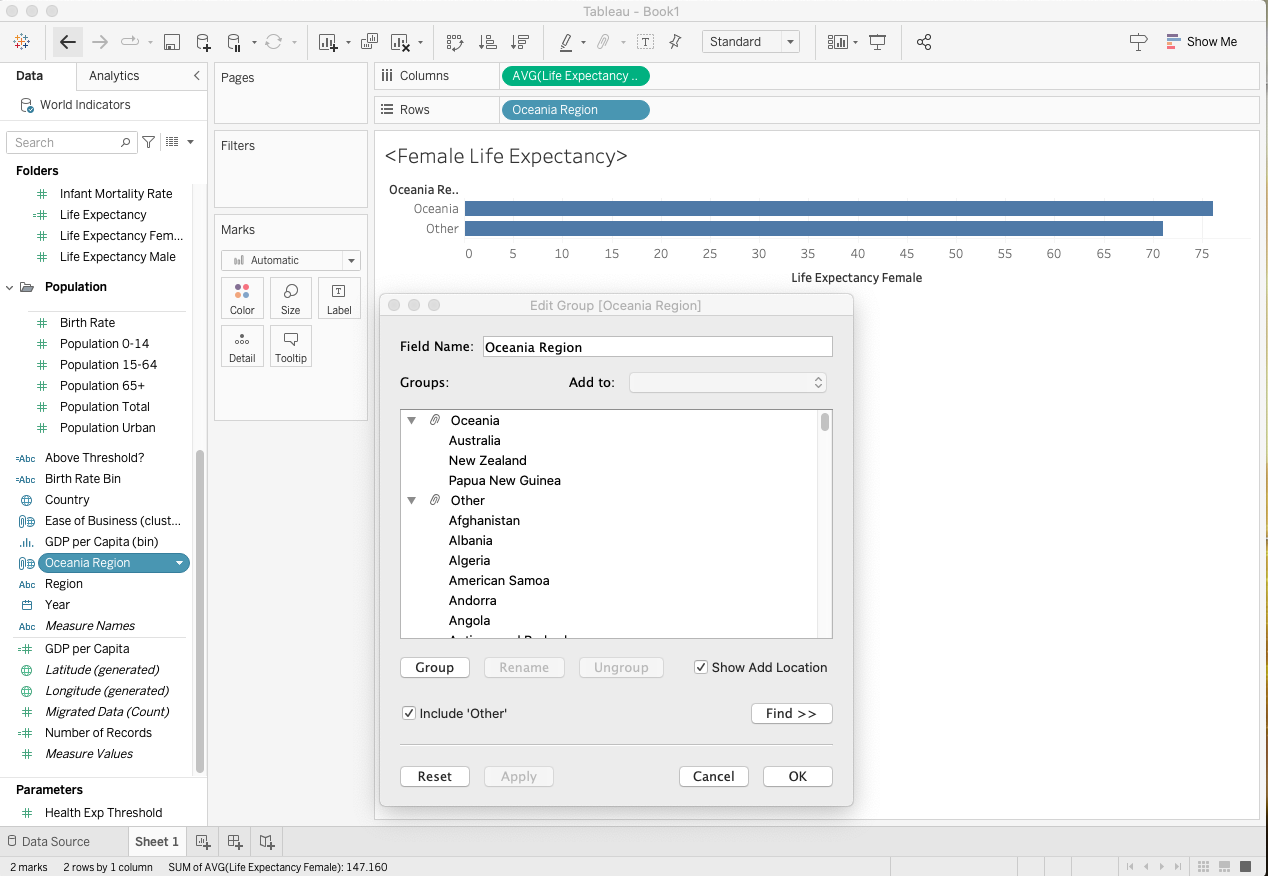 Tableau - Book1
Standard
Show Me
Data
Analytics
World Indicators
Search
Folders
Infant Mortality Rate
Life Expectancy
Life Expectancy Fem...
Life Expectancy Male
Population
Birth Rate
Population 0-14
Population 15-64
Population 65+
Population Total
Population Urban
Abc Above Threshold?
Abc Birth Rate Bin
Country
Ease of Business (clust...
GDP per Capita (bin)
Oceania Region
Abc Region
Year
Abc Measure Names
GDP per Capita
Latitude (generated)
Longitude (generated)
Migrated Data (Count)
Number of Records
Measure Values
Parameters
Health Exp Threshold
Pages
Filters
Marks
Automatic
Color
Size
Label
Detail
Tooltip
Columns
AVG(Life Expectancy ..
Rows
Oceania Region
<Female Life Expectancy>
Oceania Re..
Oceania
Other
0 5 10 15 20 25 30 35 40 45 50 55 60 65 70 75
Life Expectancy Female
Edit Group [Oceania Region]
Field Name: Oceania Region
Groups:
Add to:
Oceania
Australia
New Zealand
Papua New Guinea
Other
Afghanistan
Albania
Algeria
American Samoa
Andorra
Angola
Group
Rename
Ungroup
Show Add Location
Include 'Other'
Find >>
Reset
Apply
Cancel
OK
Data Source
Sheet 1
2 marks
2 rows by 1 column
SUM of AVG(Life Expectancy Female): 147.160